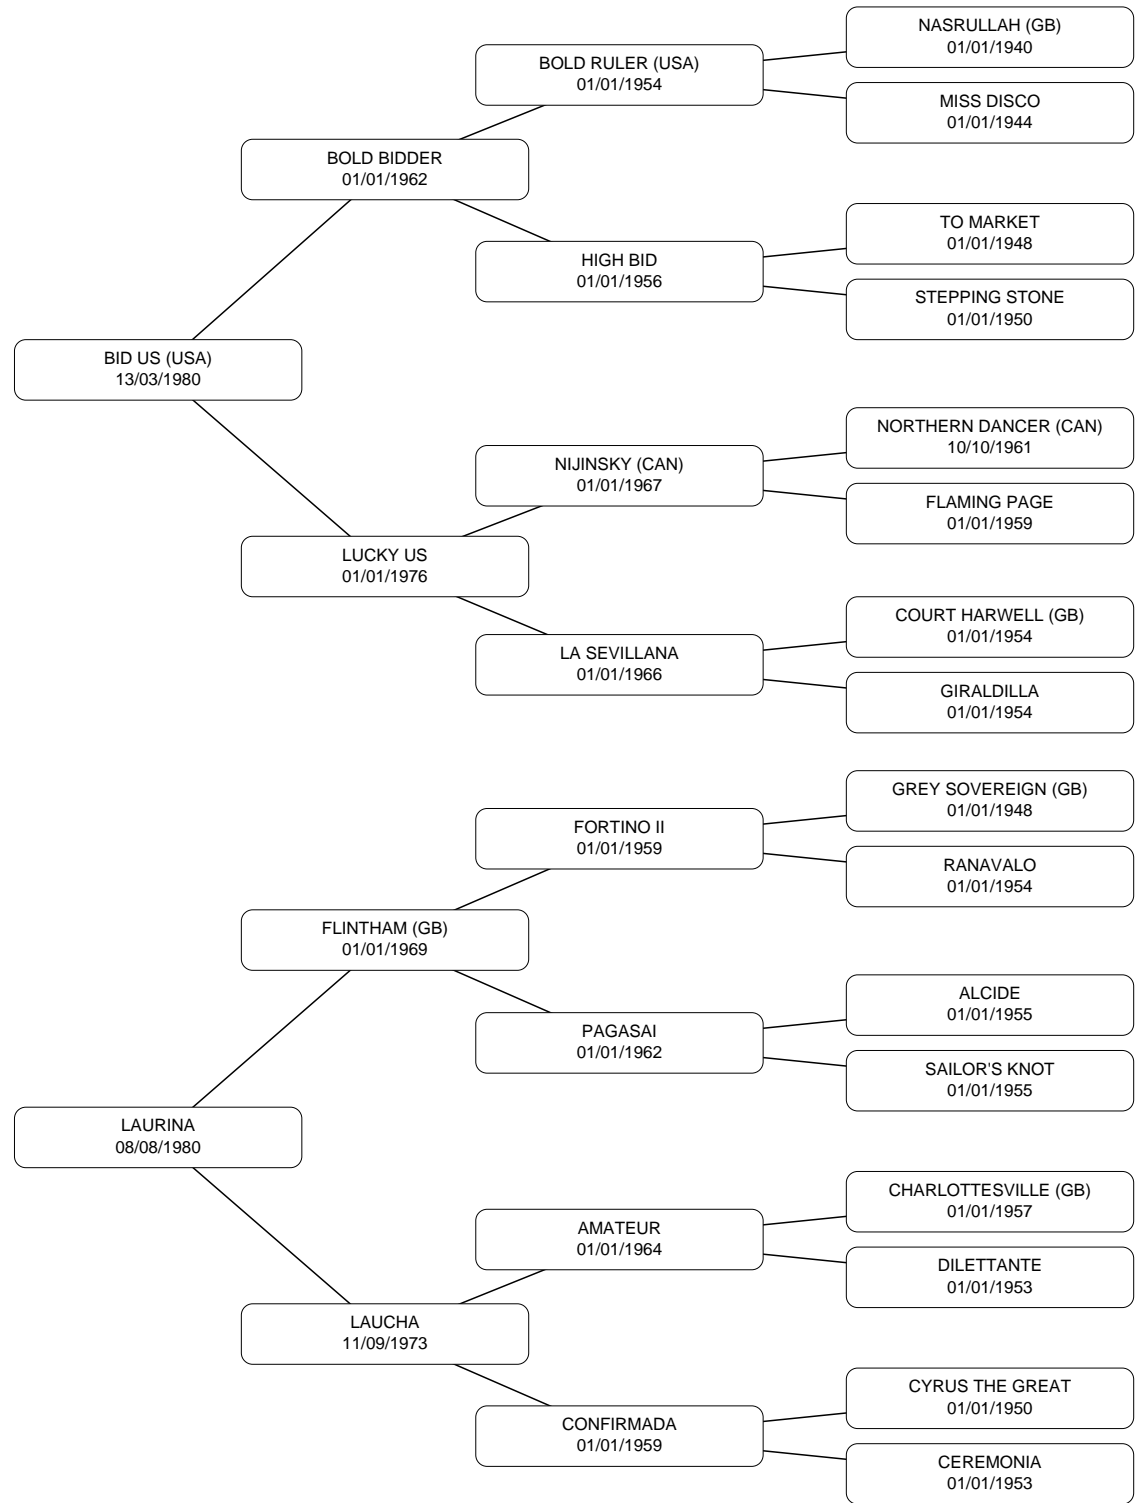 NASRULLAH (GB)
01/01/1940
BOLD RULER (USA)
01/01/1954
MISS DISCO
01/01/1944
BOLD BIDDER
01/01/1962
TO MARKET
01/01/1948
HIGH BID
01/01/1956
STEPPING STONE
01/01/1950
BID US (USA)
13/03/1980
NORTHERN DANCER (CAN)
10/10/1961
NIJINSKY (CAN)
01/01/1967
FLAMING PAGE
01/01/1959
LUCKY US
01/01/1976
COURT HARWELL (GB)
01/01/1954
LA SEVILLANA
01/01/1966
GIRALDILLA
01/01/1954
GREY SOVEREIGN (GB)
01/01/1948
FORTINO II
01/01/1959
RANAVALO
01/01/1954
FLINTHAM (GB)
01/01/1969
ALCIDE
01/01/1955
PAGASAI
01/01/1962
SAILOR'S KNOT
01/01/1955
LAURINA
08/08/1980
CHARLOTTESVILLE (GB)
01/01/1957
AMATEUR
01/01/1964
DILETTANTE
01/01/1953
LAUCHA
11/09/1973
CYRUS THE GREAT
01/01/1950
CONFIRMADA
01/01/1959
CEREMONIA
01/01/1953